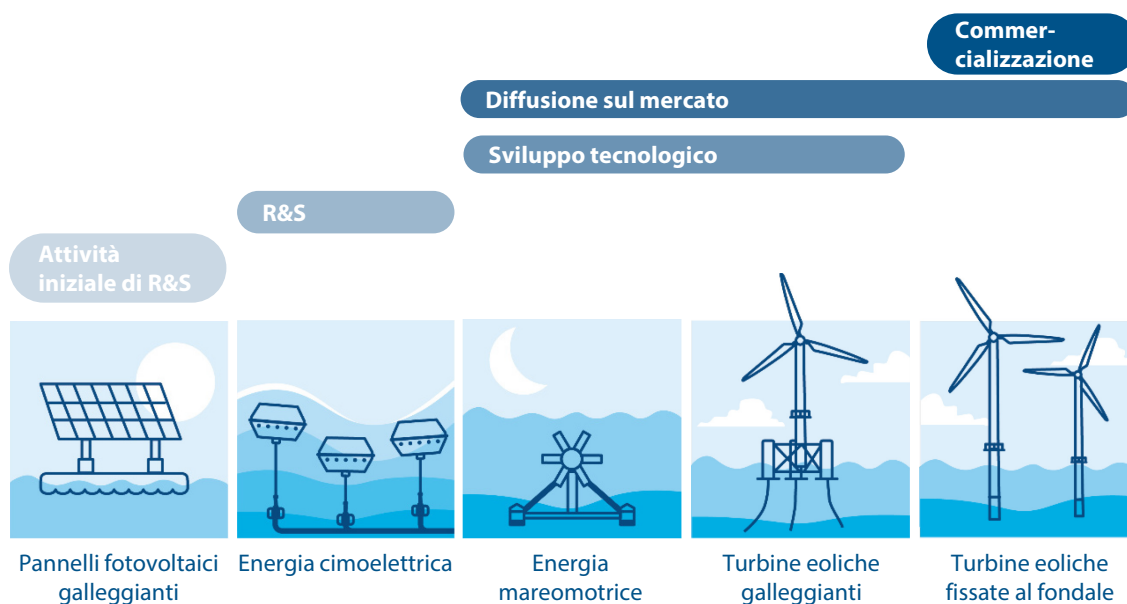 Commer-
cializzazione
Diffusione sul mercato
Sviluppo tecnologico
R&S
Attività
iniziale di R&S
Pannelli fotovoltaici
galleggianti
Energia cimoelettrica
Energia
mareomotrice
Turbine eoliche
galleggianti
Turbine eoliche
fissate al fondale